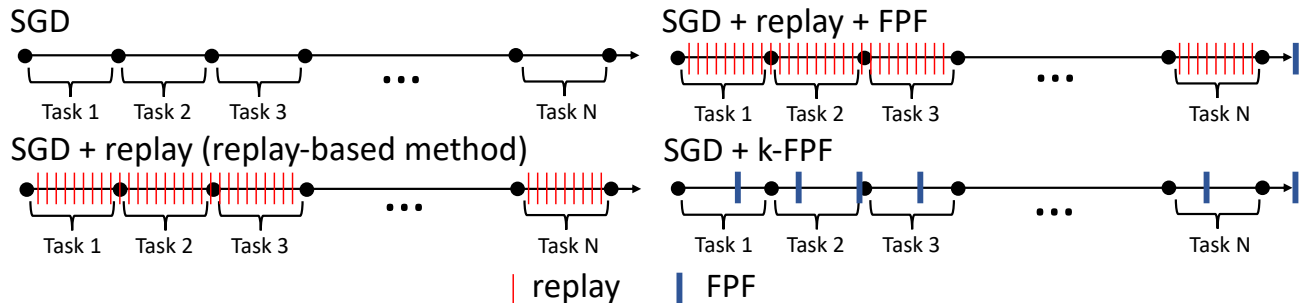 SGD
Task 1 Task 2 Task 3 ... Task N
SGD + replay (replay-based method)
Task 1 Task 2 Task 3 ... Task N
SGD + replay + FPF
Task 1 Task 2 Task 3 ... Task N
SGD + k-FPF
Task 1 Task 2 Task 3 ... Task N
replay FPF